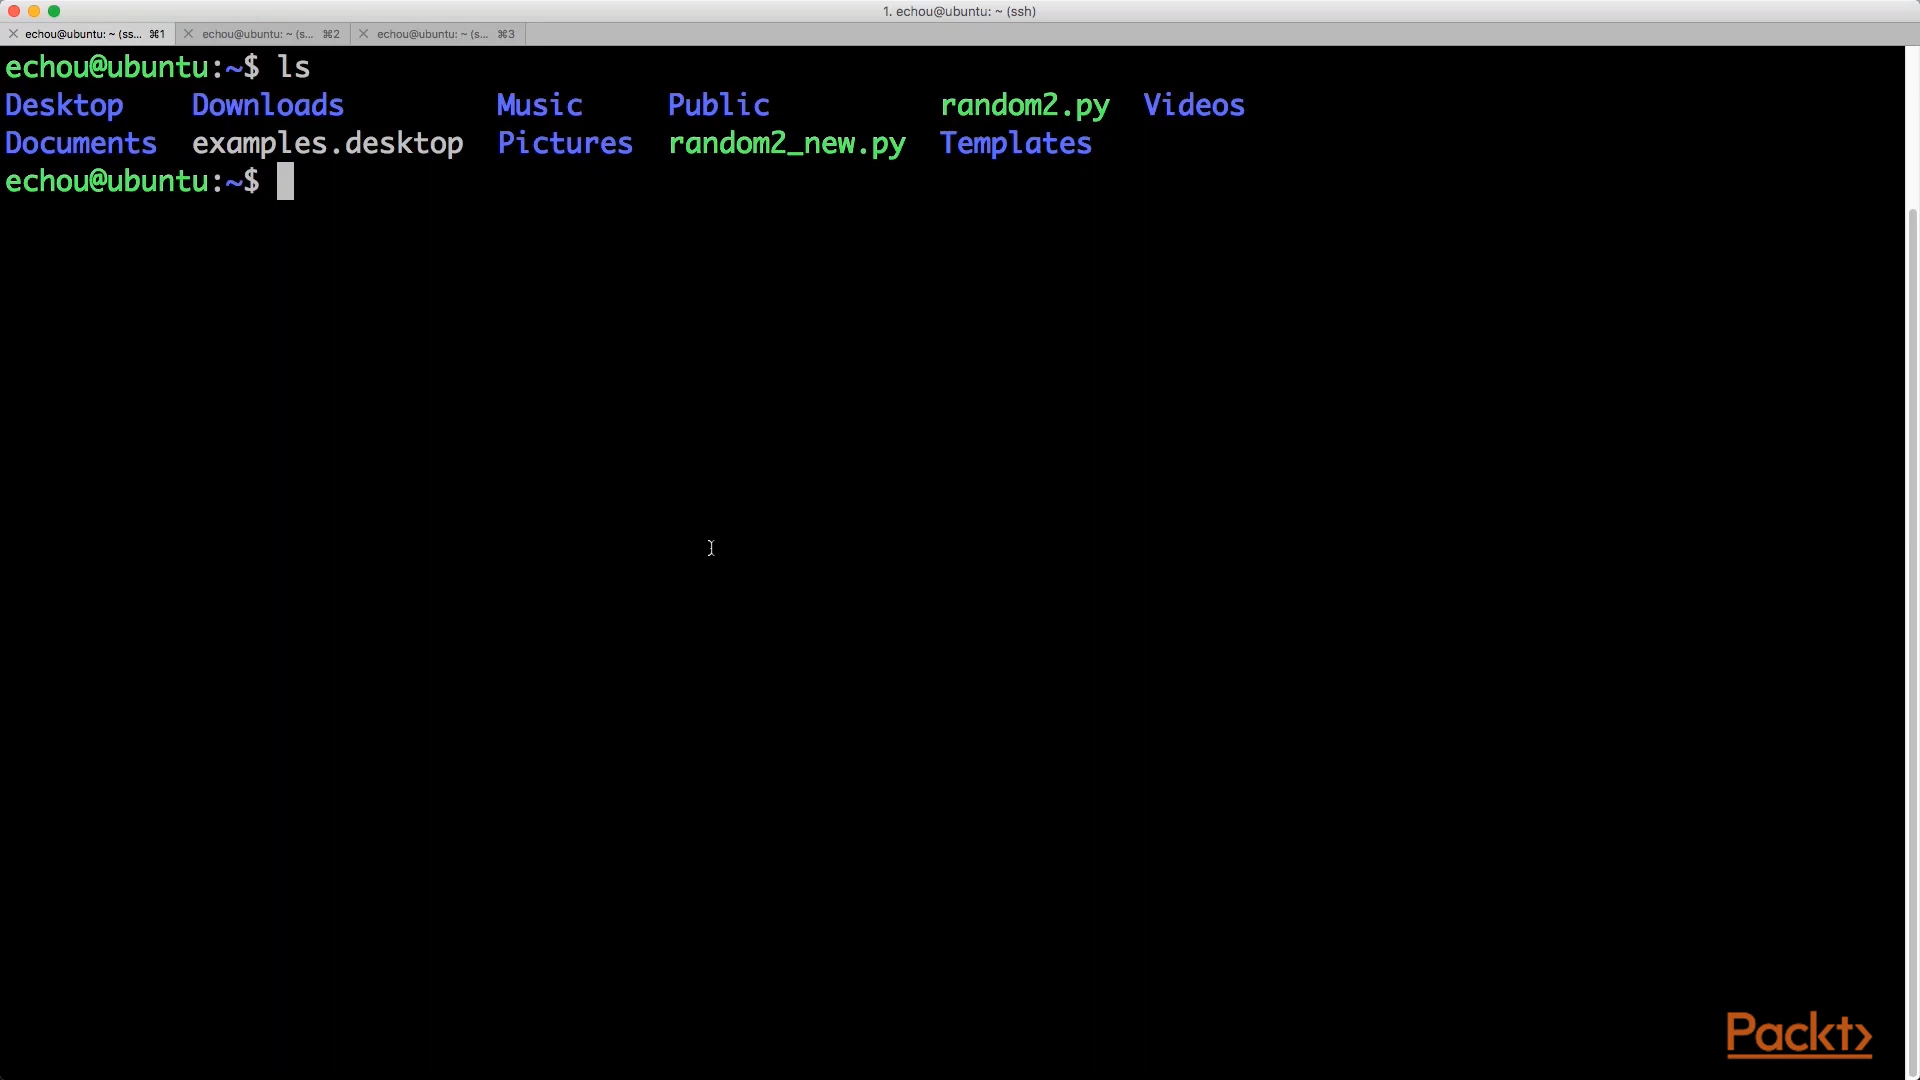 1. echou@ubuntu: ~ (ssh)
echou@ubuntu: ~ (ss... ⌘1 echou@ubuntu: ~ (s... ⌘2 echou@ubuntu: ~ (s... ⌘3
echou@ubuntu:~$ ls
Desktop Downloads Music Public random2.py Videos
Documents examples.desktop Pictures random2_new.py Templates
echou@ubuntu:~$
Packt>